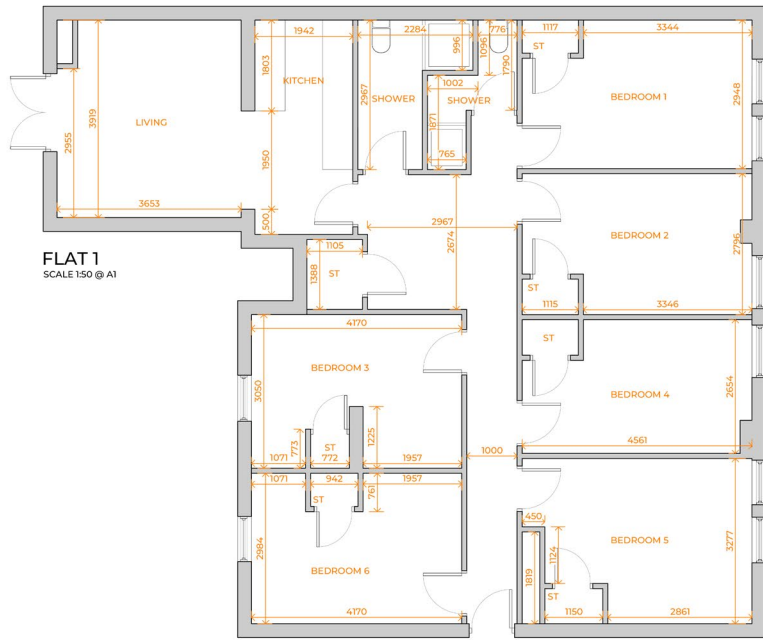 1942
2284
776
1117
3344
996
1096
ST
1803
KITCHEN
2967
SHOWER
1002
SHOWER
1790
BEDROOM 1
2948
3919
LIVING
2955
1871
765
1950
3653
500
2967
2674
BEDROOM 2
2796
FLAT 1
SCALE 1:50 @ A1
1105
1388
ST
ST
1115
3346
4170
ST
BEDROOM 3
3050
BEDROOM 4
2654
773
1225
ST
1071
772
1957
1000
4561
1071
942
1957
ST
761
450
BEDROOM 5
3277
2984
BEDROOM 6
1124
1819
ST
4170
1150
2861